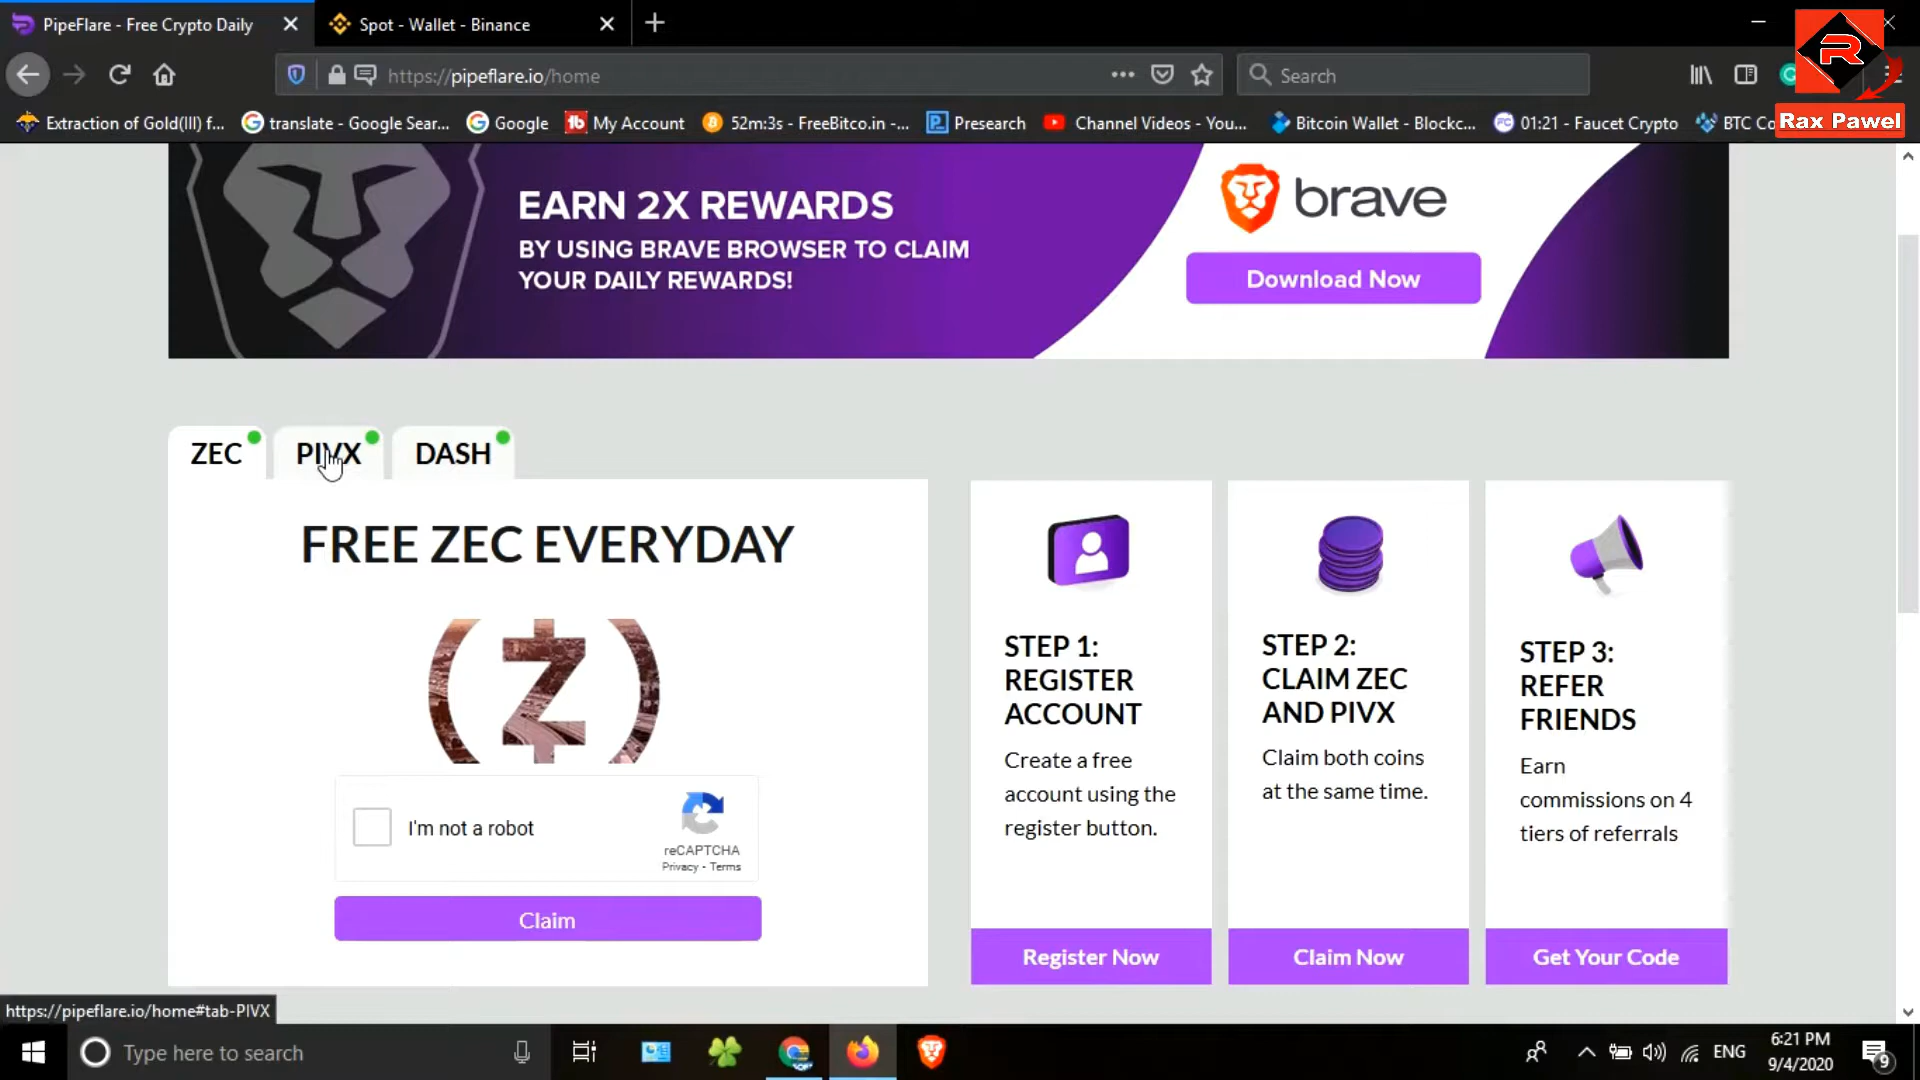 PipeFlare - Free Crypto Daily
Spot - Wallet - Binance
https://pipeflare.io/home
Search
R
Rax Pawel
Extraction of Gold(III) f...
translate - Google Sear...
Google
tb My Account
52m:3s - FreeBitco.in -...
Presearch
Channel Videos - You...
Bitcoin Wallet - Blockc...
FC 01:21 - Faucet Crypto
BTC Co
EARN 2X REWARDS
BY USING BRAVE BROWSER TO CLAIM
YOUR DAILY REWARDS!
brave
Download Now
ZEC
PIVX
DASH
FREE ZEC EVERYDAY
I'm not a robot
reCAPTCHA
Privacy - Terms
Claim
STEP 1:
REGISTER
ACCOUNT
Create a free
account using the
register button.
Register Now
STEP 2:
CLAIM ZEC
AND PIVX
Claim both coins
at the same time.
Claim Now
STEP 3:
REFER
FRIENDS
Earn
commissions on 4
tiers of referrals
Get Your Code
https://pipeflare.io/home#tab-PIVX
Type here to search
ENG
6:21 PM
9/4/2020
9